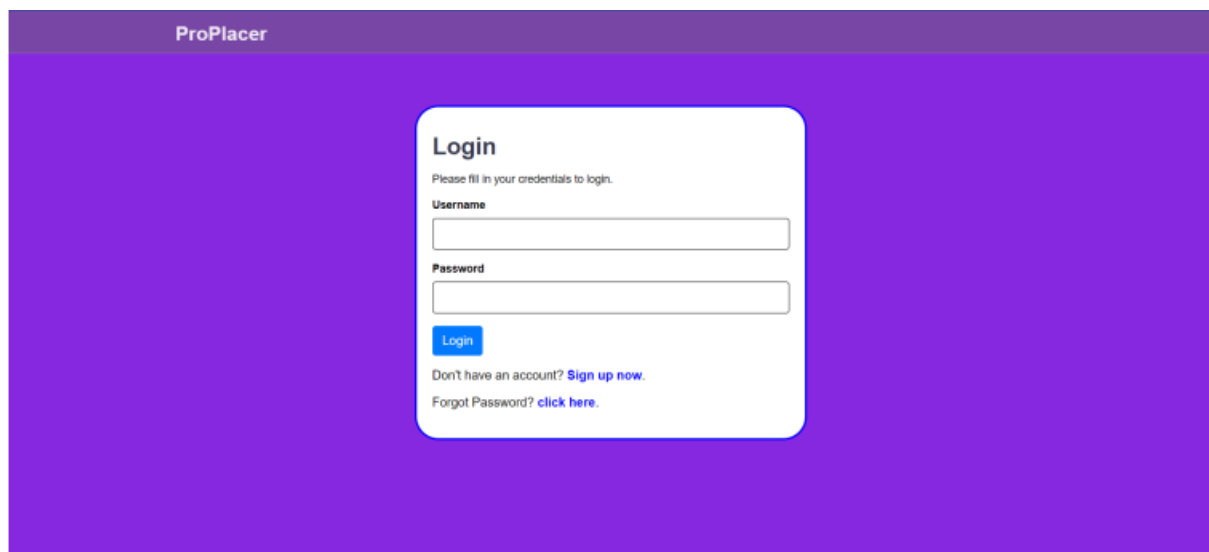 ProPlacer
Login
Please fill in your credentials to login.
Username
Password
Login
Don't have an account? Sign up now.
Forgot Password? click here.